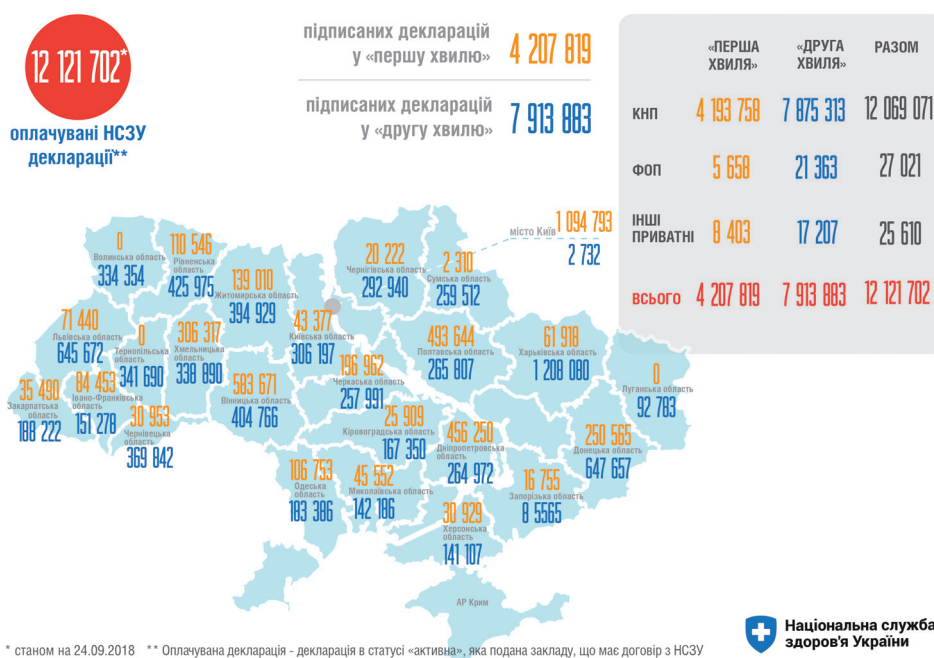 12 121 702*
оплачувані НСЗУ
декларації**
підписаних декларацій
у «першу хвилю» 4 207 819
підписаних декларацій
у «другу хвилю» 7 913 883
«ПЕРША
ХВИЛЯ»
«ДРУГА
ХВИЛЯ»
РАЗОМ
КНП 4 193 758 7 875 313 12 069 071
ФОП 5 658 21 363 27 021
ІНШІ
ПРИВАТНІ 8 403 17 207 25 610
ВСЬОГО 4 207 819 7 913 883 12 121 702
місто Київ 1 094 793
2 732
0
Волинська область
334 354
110 546
Рівненська
область
425 975
139 010
Житомирська область
394 929
20 222
Чернігівська область
292 940
2 310
Сумська область
259 512
71 440
Львівська область
645 672
0
Тернопільська
область
341 690
306 317
Хмельницька
область
338 890
43 377
Київська область
306 197
493 644
Полтавська область
265 807
61 918
Харківська область
1 208 080
0
Луганська область
92 783
35 490
Закарпатська
область
188 222
84 453
Івано-Франківська
область
151 278
30 953
Чернівецька
область
369 842
583 671
Вінницька область
404 766
196 962
Черкаська область
257 991
25 909
Кіровоградська область
167 350
456 250
Дніпропетровська
область
264 972
250 565
Донецька область
647 657
106 753
Одеська
область
183 386
45 552
Миколаївська область
142 186
16 755
Запорізька область
8 5565
30 929
Херсонська
область
141 107
АР Крим
Національна служба
здоров'я України
* станом на 24.09.2018 ** Оплачувана декларація - декларація в статусі «активна», яка подана закладу, що має договір з НСЗУ